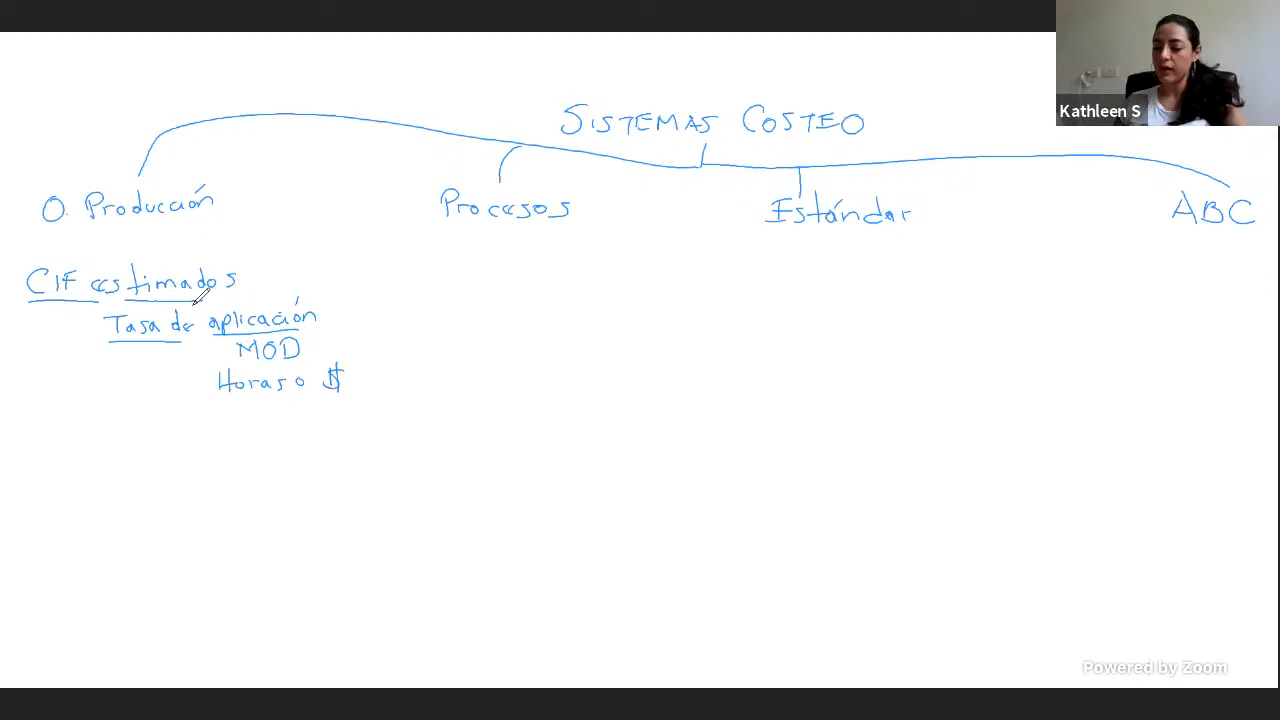 Kathleen S
SISTEMAS COSTEO
O. Producción
Procesos
Estándar
ABC
CIF estimados
Tasa de aplicación
MOD
Horas o $
Powered by Zoom